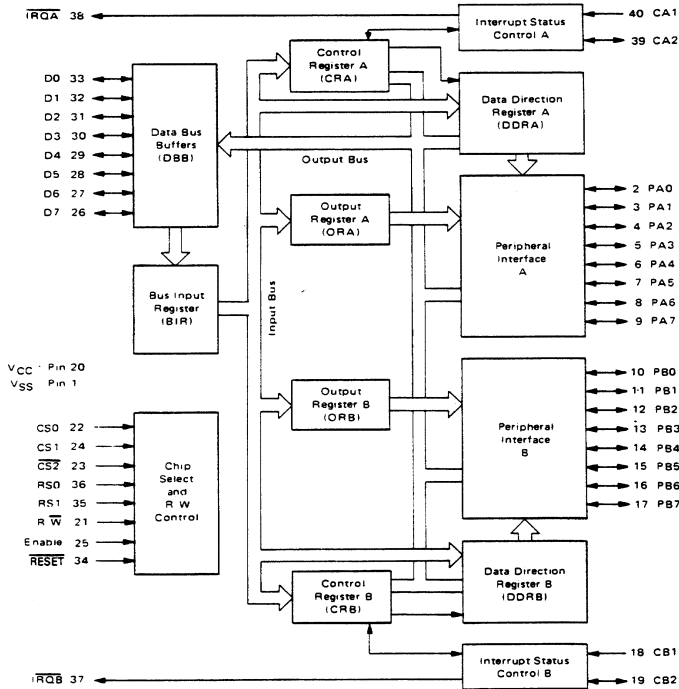 IRQA 38
Interrupt Status
Control A
40 CA1
39 CA2
Control
Register A
(CRA)
D0 33
D1 32
D2 31
D3 30
D4 29
D5 28
D6 27
D7 26
Data Bus
Buffers
(DBB)
Data Direction
Register A
(DDRA)
Output Bus
Output
Register A
(ORA)
Peripheral
Interface
A
2 PA0
3 PA1
4 PA2
5 PA3
6 PA4
7 PA5
8 PA6
9 PA7
Bus Input
Register
(BIR)
Input Bus
VCC · Pin 20
VSS Pin 1
Output
Register B
(ORB)
Peripheral
Interface
B
10 PB0
11 PB1
12 PB2
13 PB3
14 PB4
15 PB5
16 PB6
17 PB7
CS0 22
CS1 24
CS2 23
RS0 36
RS1 35
R W 21
Enable 25
RESET 34
Chip
Select
and
R W
Control
Control
Register B
(CRB)
Data Direction
Register B
(DDRB)
IRQB 37
Interrupt Status
Control B
18 CB1
19 CB2